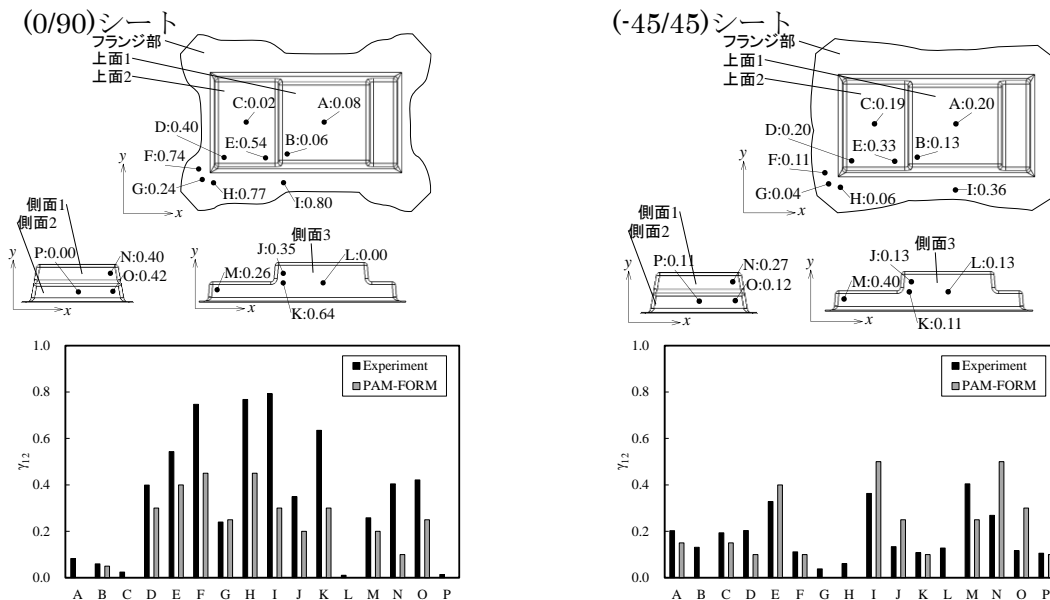 (0/90)シート
フランジ部
上面1
上面2
C:0.02
A:0.08
D:0.40
E:0.54
B:0.06
F:0.74
G:0.24
H:0.77
I:0.80
y
x
側面1
側面2
P:0.00
N:0.40
O:0.42
y
x
側面3
J:0.35
L:0.00
M:0.26
K:0.64
y
x
1.0
0.8
0.6
0.4
0.2
0.0
γ12
Experiment
PAM-FORM
A B C D E F G H I J K L M N O P
(-45/45)シート
フランジ部
上面1
上面2
C:0.19
A:0.20
D:0.20
E:0.33
B:0.13
F:0.11
G:0.04
H:0.06
I:0.36
y
x
側面1
側面2
P:0.11
N:0.27
O:0.12
y
x
側面3
J:0.13
L:0.13
M:0.40
K:0.11
y
x
1.0
0.8
0.6
0.4
0.2
0.0
γ12
Experiment
PAM-FORM
A B C D E F G H I J K L M N O P